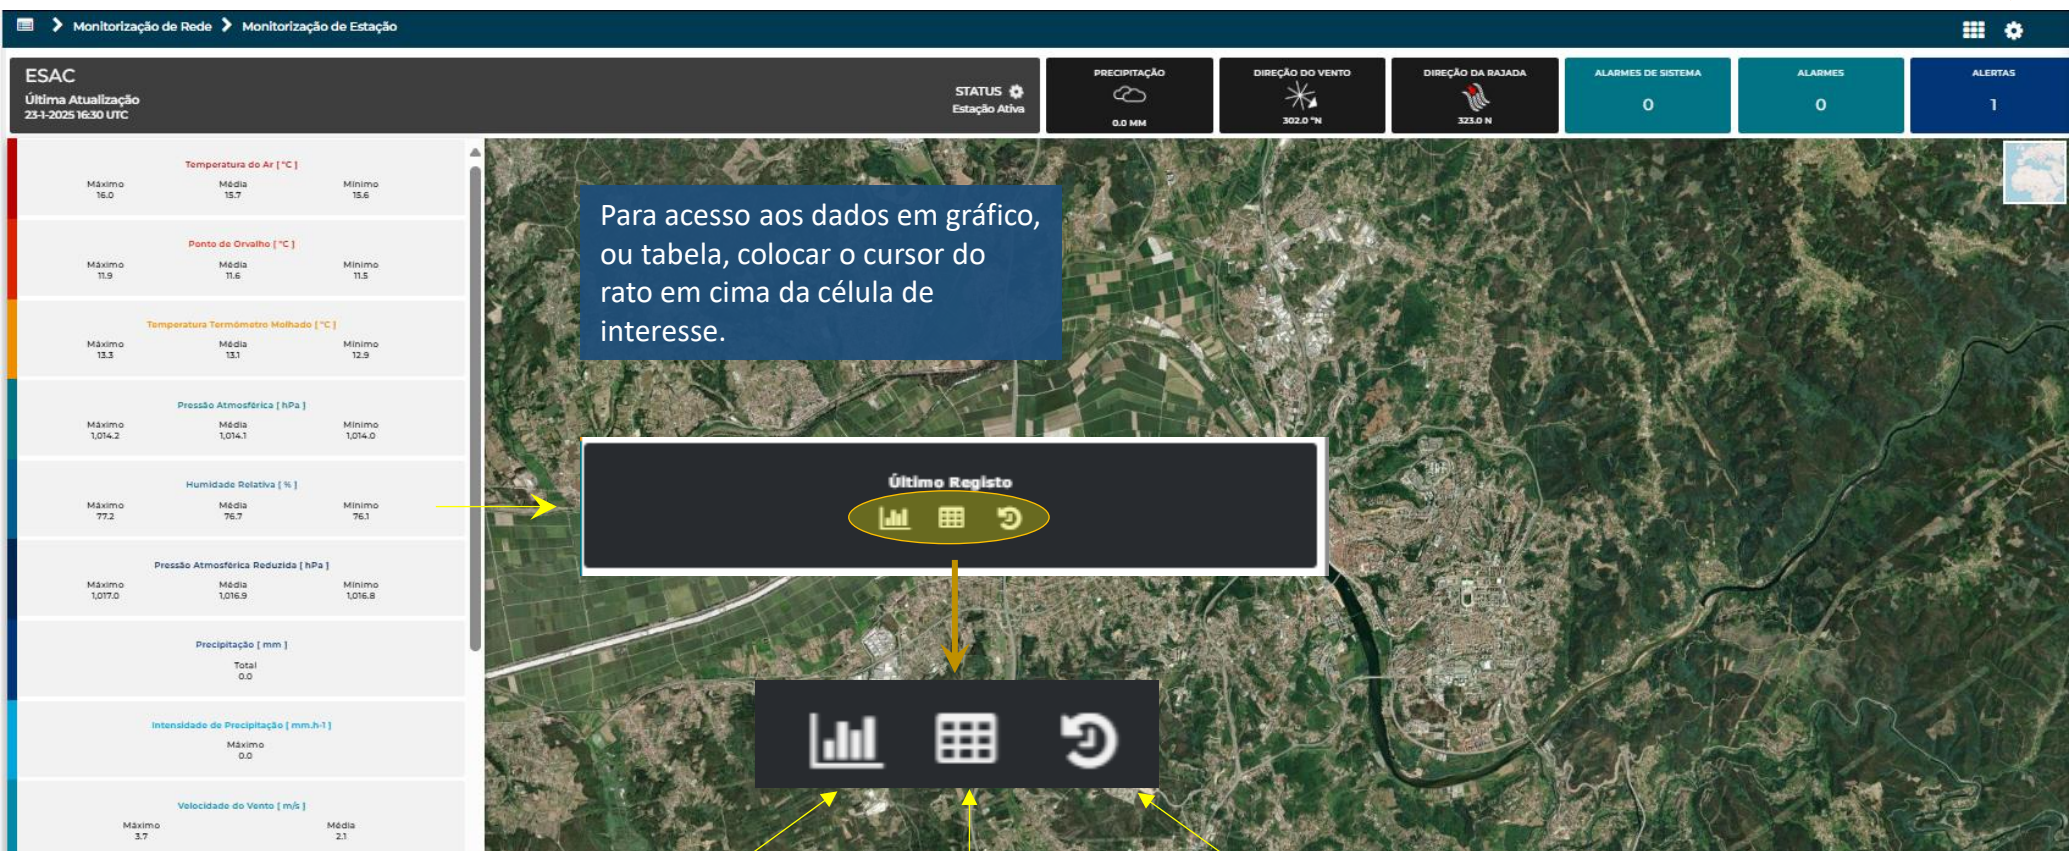 Monitorização de Rede Monitorização de Estação
ESAC
Última Atualização
23-1-2025 16:30 UTC
STATUS
Estação Ativa
PRECIPITAÇÃO
0.0 MM
DIREÇÃO DO VENTO
302.0 °N
DIREÇÃO DA RAJADA
323.0 N
ALARMES DE SISTEMA
0
ALARMES
0
ALERTAS
1
Temperatura do Ar [ °C ]
Máximo Média Mínimo
16.0 15.7 15.6
Ponto de Orvalho [ °C ]
Máximo Média Mínimo
11.9 11.6 11.5
Temperatura Termómetro Molhado [ °C ]
Máximo Média Mínimo
13.3 13.1 12.9
Pressão Atmosférica [ hPa ]
Máximo Média Mínimo
1,014.2 1,014.1 1,014.0
Humidade Relativa [ % ]
Máximo Média Mínimo
77.2 76.7 76.1
Pressão Atmosférica Reduzida [ hPa ]
Máximo Média Mínimo
1,017.0 1,016.9 1,016.8
Precipitação [ mm ]
Total
0.0
Intensidade de Precipitação [ mm.h-1 ]
Máximo
0.0
Velocidade do Vento [ m/s ]
Máximo Média
3.7 2.1
Para acesso aos dados em gráfico,
ou tabela, colocar o cursor do
rato em cima da célula de
interesse.
Último Registo